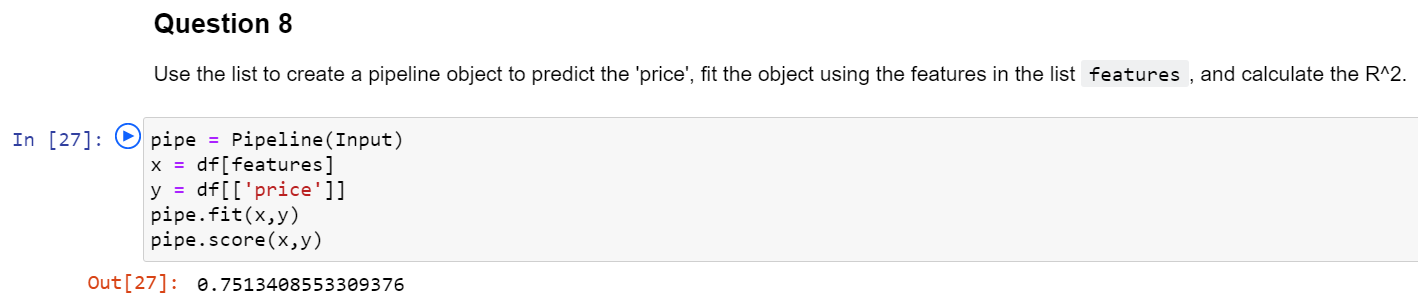 Question 8
Use the list to create a pipeline object to predict the 'price', fit the object using the features in the list features , and calculate the R^2.
In [27]: pipe = Pipeline(Input)
x = df[features]
y = df[['price']]
pipe.fit(x,y)
pipe.score(x,y)
Out[27]: 0.7513408553309376